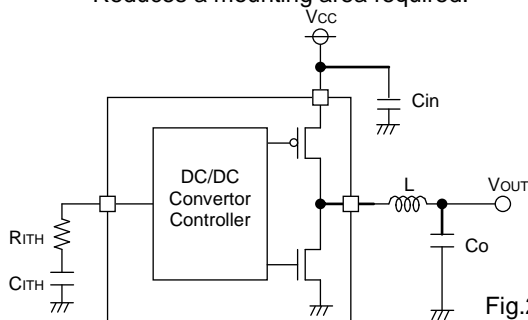 Reduces a mounting area required.
VCC
Cin
DC/DC
Convertor
Controller
L
VOUT
RITH
CITH
Co
Fig.2